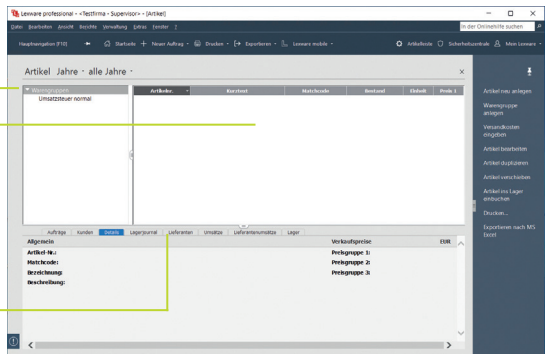 Lexware professional - «Testfirma - Supervisor» - [Artikel]
Datei Bearbeiten Ansicht Berichte Verwaltung Extras Fenster ?
In der Onlinehilfe suchen
Hauptnavigation (F10) Startseite Neuer Auftrag Drucken Exportieren Lexware mobile Artikelleiste Sicherheitszentrale Mein Lexware
Artikel Jahre - alle Jahre
Warengruppen
Umsatzsteuer normal
Artikelnr. Kurztext Matchcode Bestand Einheit Preis 1
Artikel neu anlegen
Warengruppe
anlegen
Versandkosten
eingeben
Artikel bearbeiten
Artikel duplizieren
Artikel verschieben
Artikel ins Lager
einbuchen
Drucken...
Exportieren nach MS
Excel
Aufträge Kunden Details Lagerjournal Lieferanten Umsätze Lieferantenumsätze Lager
Allgemein Verkaufspreise EUR
Artikel-Nr.: Preisgruppe 1:
Matchcode: Preisgruppe 2:
Bezeichnung: Preisgruppe 3:
Beschreibung: